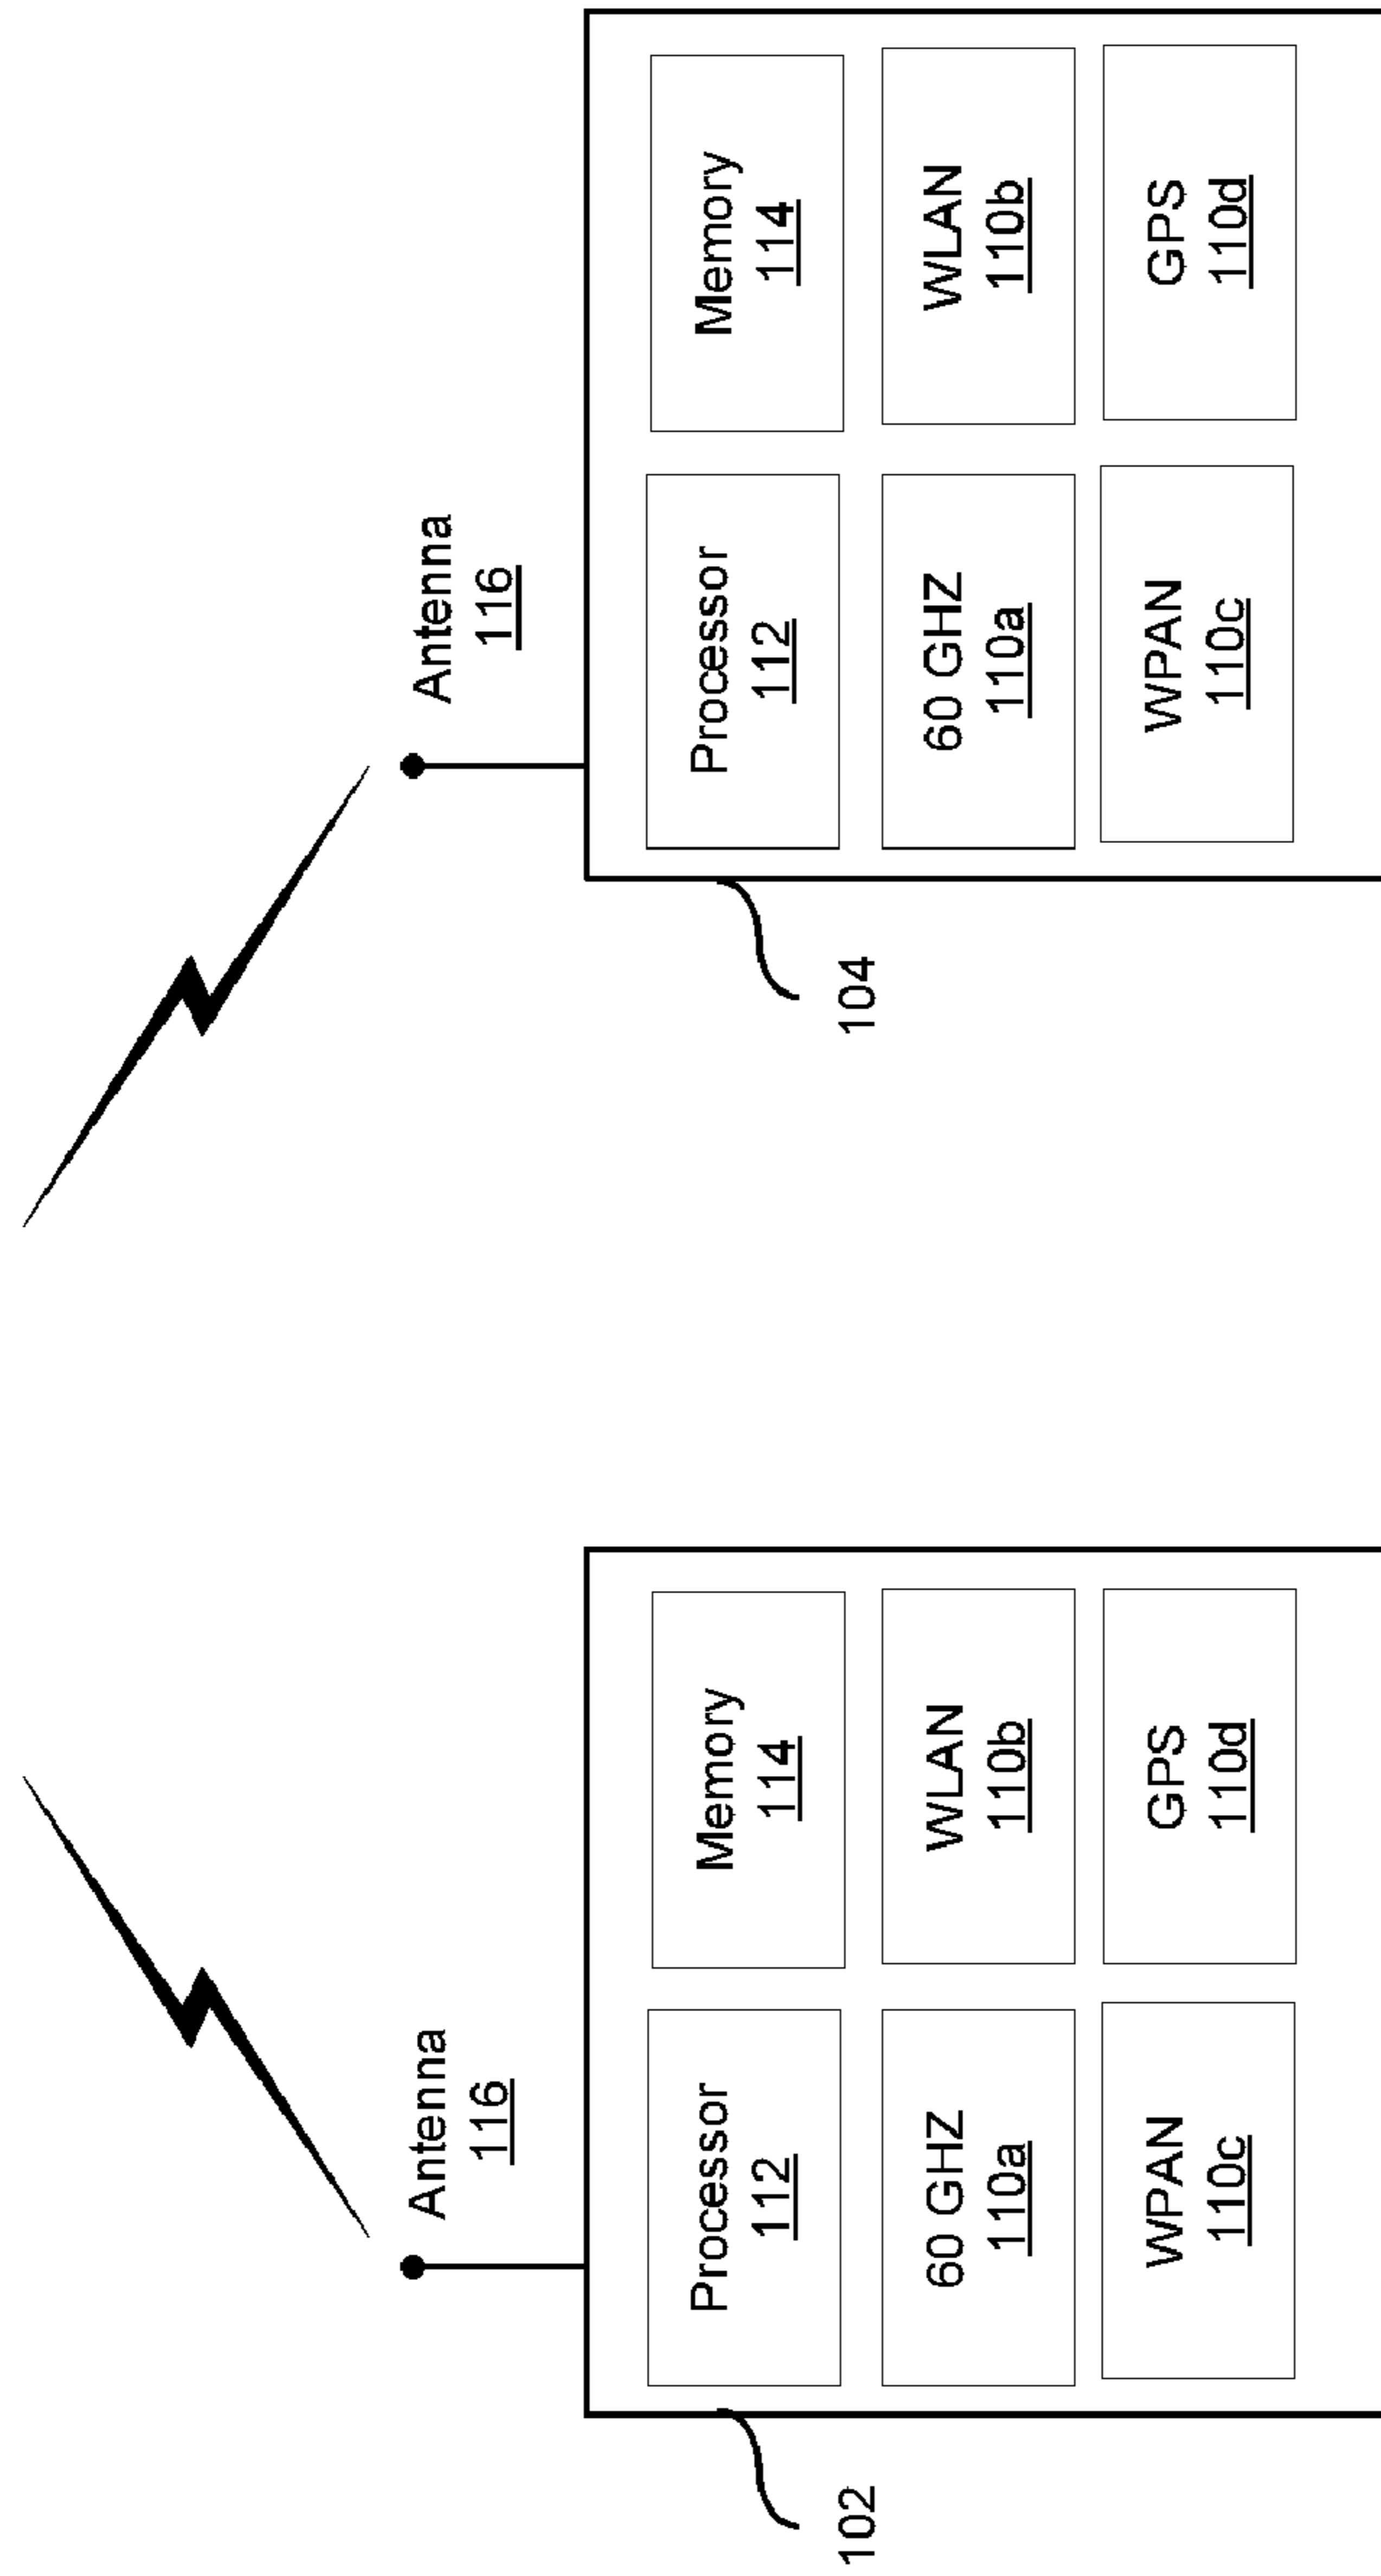 Antenna
116
Processor
112
Memory
114
60 GHZ
110a
WLAN
110b
WPAN
110c
GPS
110d
102
Antenna
116
Processor
112
Memory
114
60 GHZ
110a
WLAN
110b
WPAN
110c
GPS
110d
104